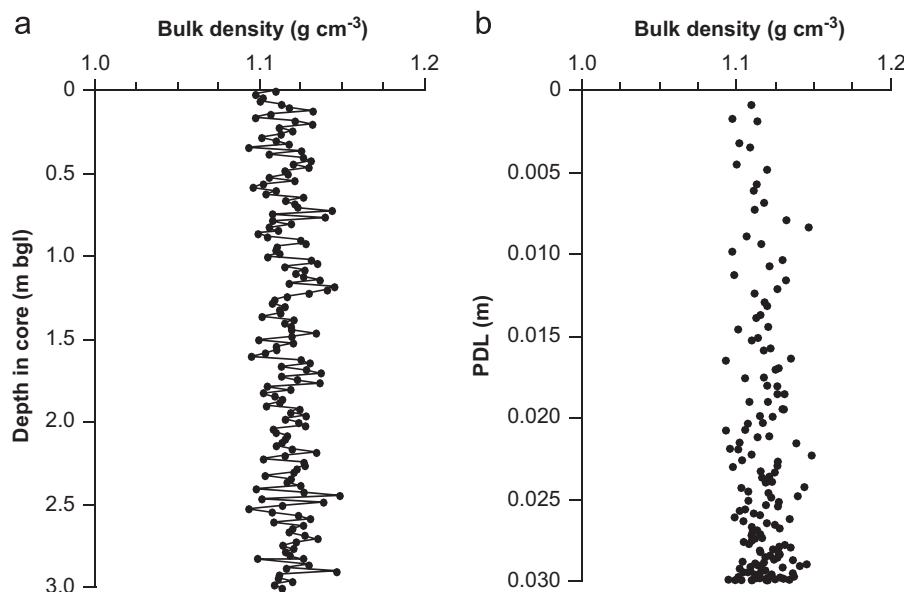 a
Bulk density (g cm-3)
1.0 1.1 1.2
0
0.5
1.0
1.5
2.0
2.5
3.0
Depth in core (m bgl)
b
Bulk density (g cm-3)
1.0 1.1 1.2
0
0.005
0.010
0.015
0.020
0.025
0.030
PDL (m)